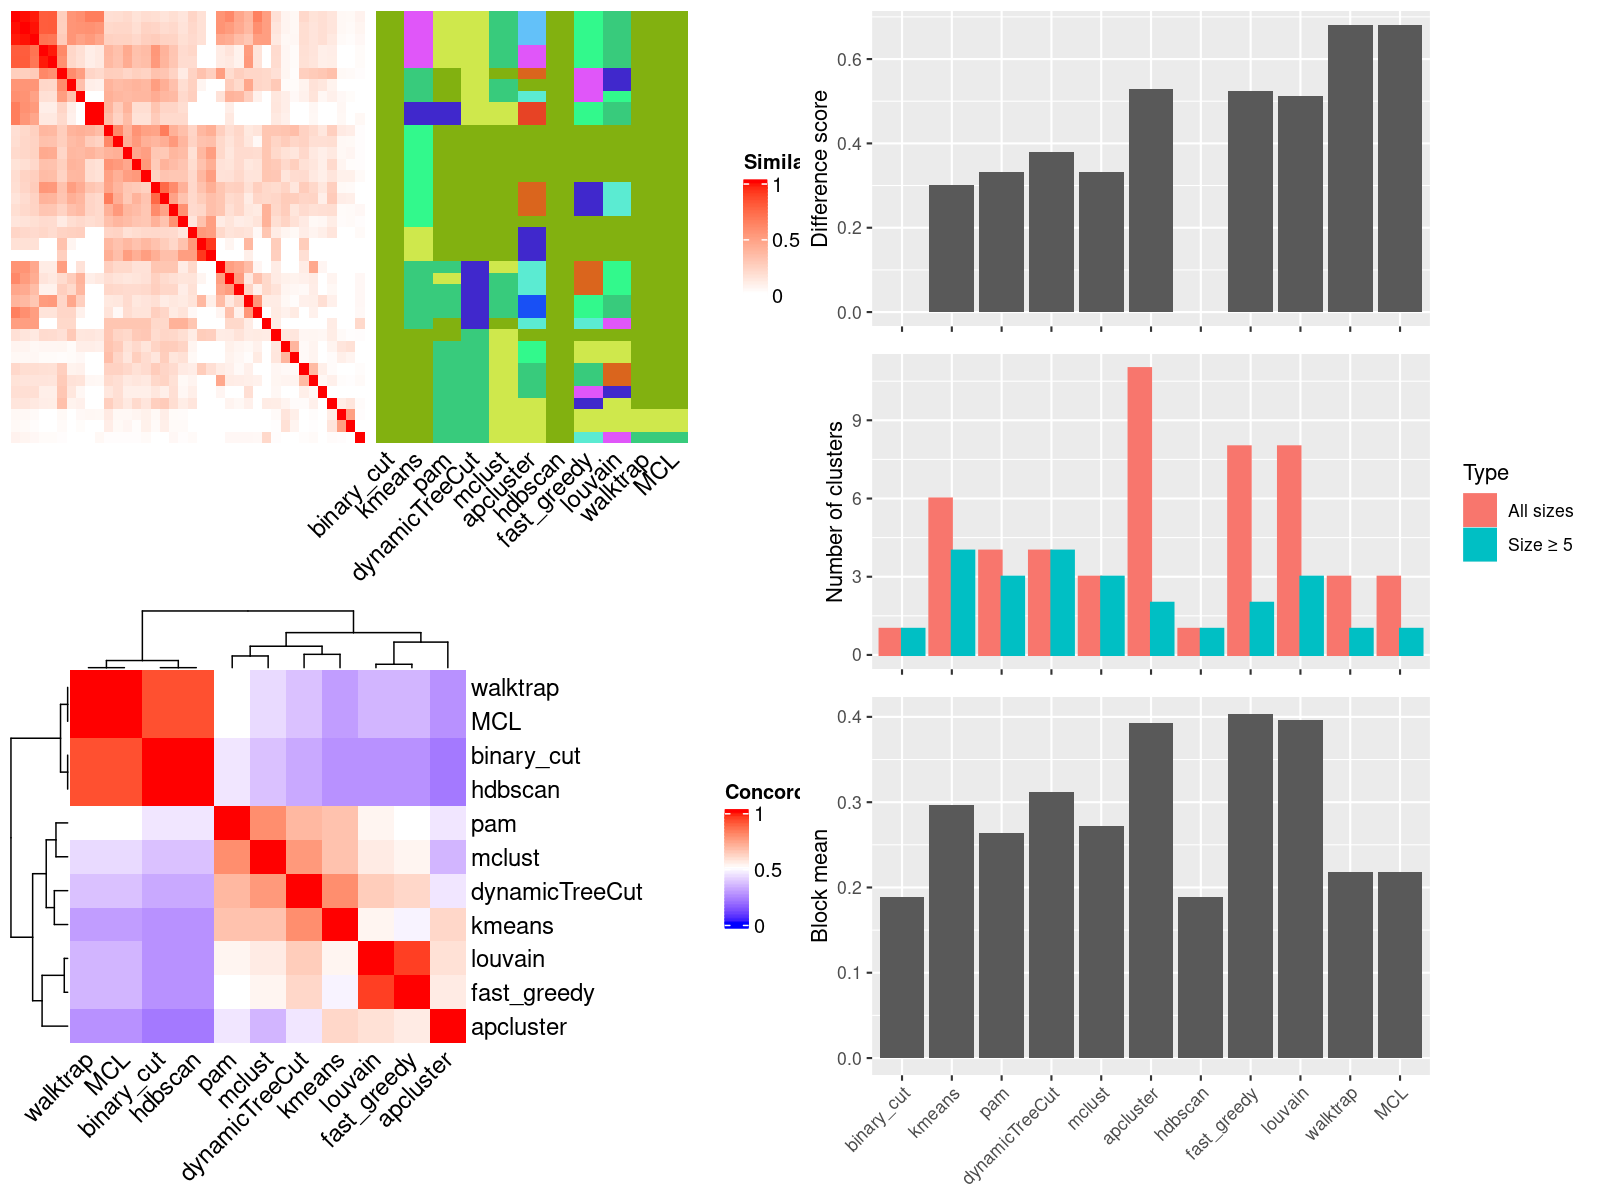 Simila
1
0.5
0
binary_cut
kmeans
pam
dynamicTreeCut
mclust
apcluster
hdbscan
fast_greedy
louvain
walktrap
MCL
walktrap
MCL
binary_cut
hdbscan
pam
mclust
dynamicTreeCut
kmeans
louvain
fast_greedy
apcluster
walktrap
MCL
binary_cut
hdbscan
pam
mclust
dynamicTreeCut
kmeans
louvain
fast_greedy
apcluster
Concord
1
0.5
0
Difference score
0.6
0.4
0.2
0.0
Number of clusters
9
6
3
0
Type
All sizes
Size ≥ 5
Block mean
0.4
0.3
0.2
0.1
0.0
binary_cut
kmeans
pam
dynamicTreeCut
mclust
apcluster
hdbscan
fast_greedy
louvain
walktrap
MCL